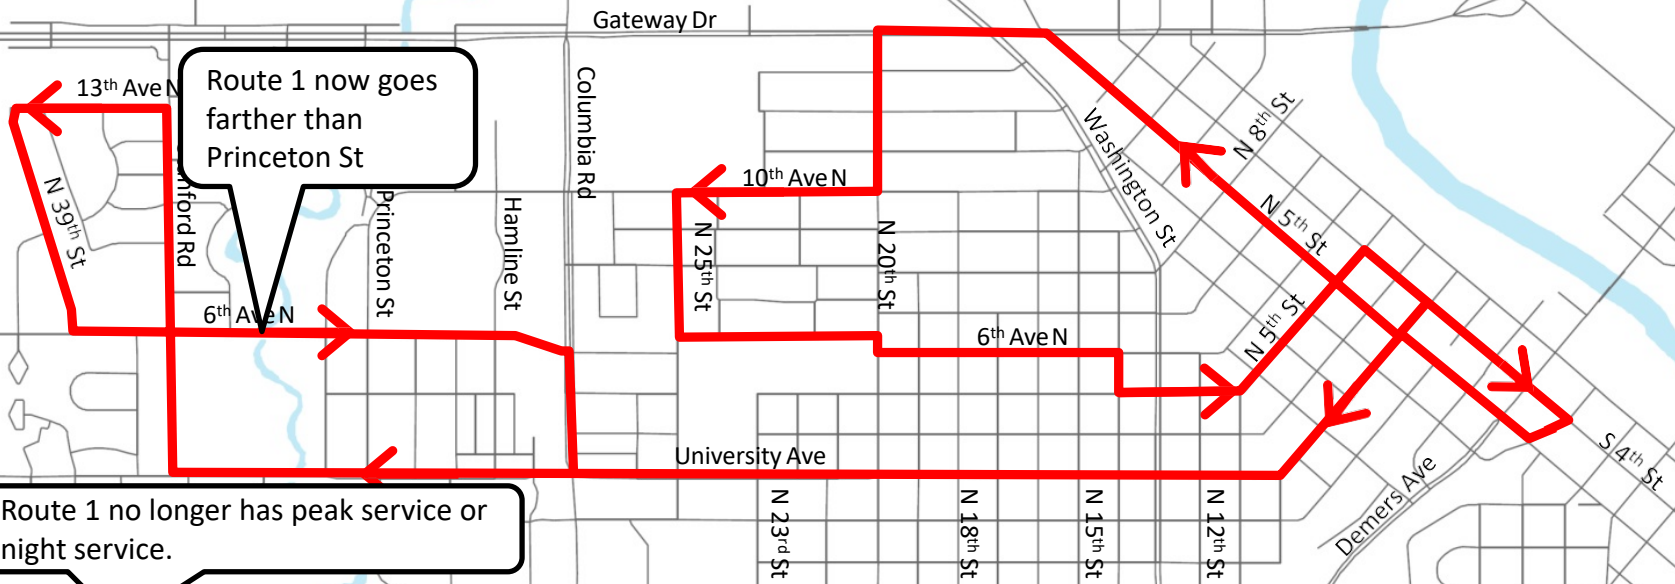 Gateway Dr
13th Ave N
Route 1 now goes
farther than
Princeton St
Columbia Rd
Washington St
N 8th St
10th Ave N
N 39th St
Princeton St
Hamline St
N 25th St
N 20th St
N 5th St
Rd
6th Ave N
6th Ave N
N 5th St
University Ave
S 4th St
Demers Ave
Route 1 no longer has peak service or
night service.
N 23rd St
N 18th St
N 15th St
N 12th St